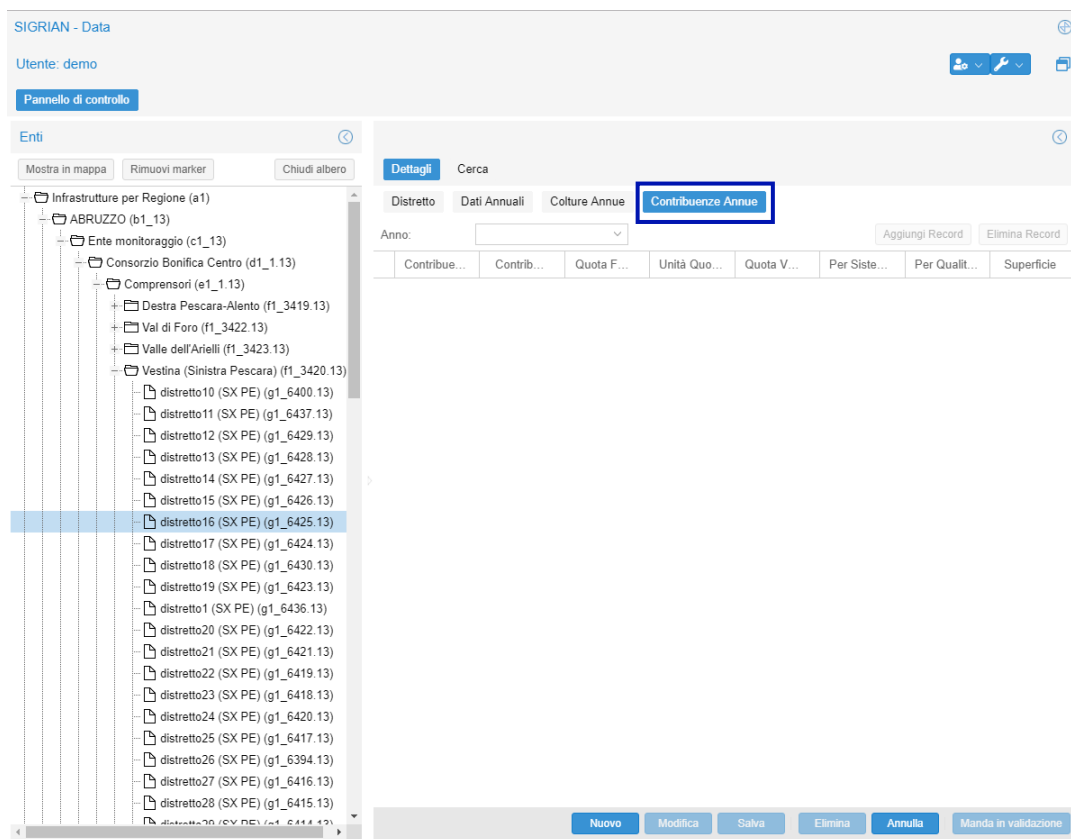 SIGRIAN - Data
Utente: demo
Pannello di controllo
Enti
Mostra in mappa Rimuovi marker Chiudi albero
Infrastrutture per Regione (a1)
ABRUZZO (b1_13)
Ente monitoraggio (c1_13)
Consorzio Bonifica Centro (d1_1.13)
Comprensori (e1_1.13)
Destra Pescara-Alento (f1_3419.13)
Val di Foro (f1_3422.13)
Valle dell'Arielli (f1_3423.13)
Vestina (Sinistra Pescara) (f1_3420.13)
distretto10 (SX PE) (g1_6400.13)
distretto11 (SX PE) (g1_6437.13)
distretto12 (SX PE) (g1_6429.13)
distretto13 (SX PE) (g1_6428.13)
distretto14 (SX PE) (g1_6427.13)
distretto15 (SX PE) (g1_6426.13)
distretto16 (SX PE) (g1_6425.13)
distretto17 (SX PE) (g1_6424.13)
distretto18 (SX PE) (g1_6430.13)
distretto19 (SX PE) (g1_6423.13)
distretto1 (SX PE) (g1_6436.13)
distretto20 (SX PE) (g1_6422.13)
distretto21 (SX PE) (g1_6421.13)
distretto22 (SX PE) (g1_6419.13)
distretto23 (SX PE) (g1_6418.13)
distretto24 (SX PE) (g1_6420.13)
distretto25 (SX PE) (g1_6417.13)
distretto26 (SX PE) (g1_6394.13)
distretto27 (SX PE) (g1_6416.13)
distretto28 (SX PE) (g1_6415.13)
distretto29 (SX PE) (g1_6414.13)
Dettagli Cerca
Distretto Dati Annuali Colture Annue Contribuenze Annue
Anno: Aggiungi Record Elimina Record
Contribue... Contrib... Quota F... Unità Quo... Quota V... Per Siste... Per Qualit... Superficie
Nuovo Modifica Salva Elimina Annulla Manda in validazione